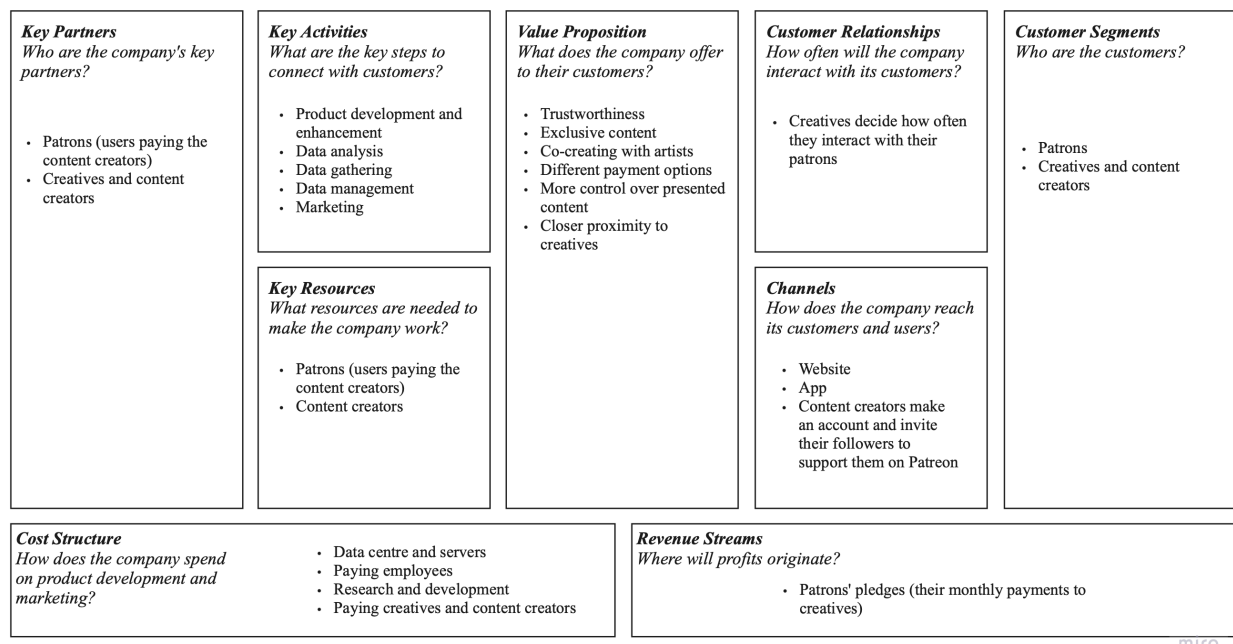 Key Partners
Who are the company's key
partners?
• Patrons (users paying the
content creators)
• Creatives and content
creators
Key Activities
What are the key steps to
connect with customers?
• Product development and
enhancement
• Data analysis
• Data gathering
• Data management
• Marketing
Key Resources
What resources are needed to
make the company work?
• Patrons (users paying the
content creators)
• Content creators
Value Proposition
What does the company offer
to their customers?
• Trustworthiness
• Exclusive content
• Co-creating with artists
• Different payment options
• More control over presented
content
• Closer proximity to
creatives
Customer Relationships
How often will the company
interact with its customers?
• Creatives decide how often
they interact with their
patrons
Channels
How does the company reach
its customers and users?
• Website
• App
• Content creators make
an account and invite
their followers to
support them on Patreon
Customer Segments
Who are the customers?
• Patrons
• Creatives and content
creators
Cost Structure
How does the company spend
on product development and
marketing?
• Data centre and servers
• Paying employees
• Research and development
• Paying creatives and content creators
Revenue Streams
Where will profits originate?
• Patrons' pledges (their monthly payments to
creatives)
miro